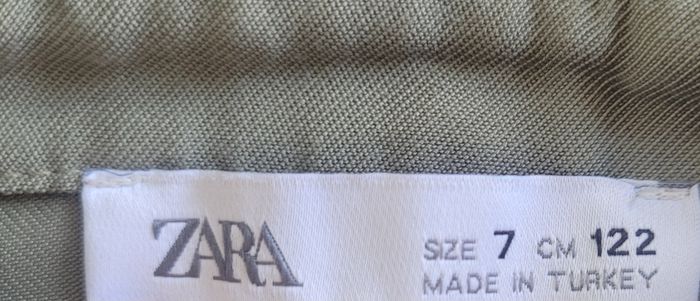 ZARA
SIZE 7 CM 122
MADE IN TURKEY